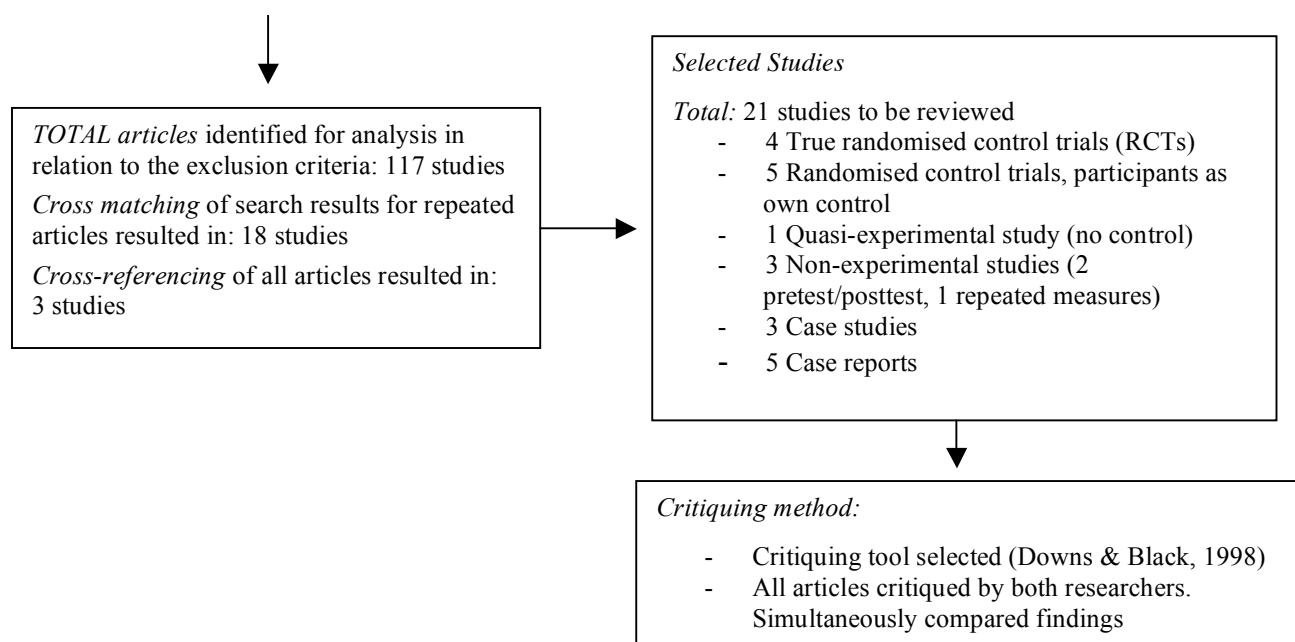 TOTAL articles identified for analysis in
relation to the exclusion criteria: 117 studies
Cross matching of search results for repeated
articles resulted in: 18 studies
Cross-referencing of all articles resulted in:
3 studies
Selected Studies
Total: 21 studies to be reviewed
- 4 True randomised control trials (RCTs)
- 5 Randomised control trials, participants as
own control
- 1 Quasi-experimental study (no control)
- 3 Non-experimental studies (2
pretest/posttest, 1 repeated measures)
- 3 Case studies
- 5 Case reports
Critiquing method:
- Critiquing tool selected (Downs & Black, 1998)
- All articles critiqued by both researchers.
Simultaneously compared findings